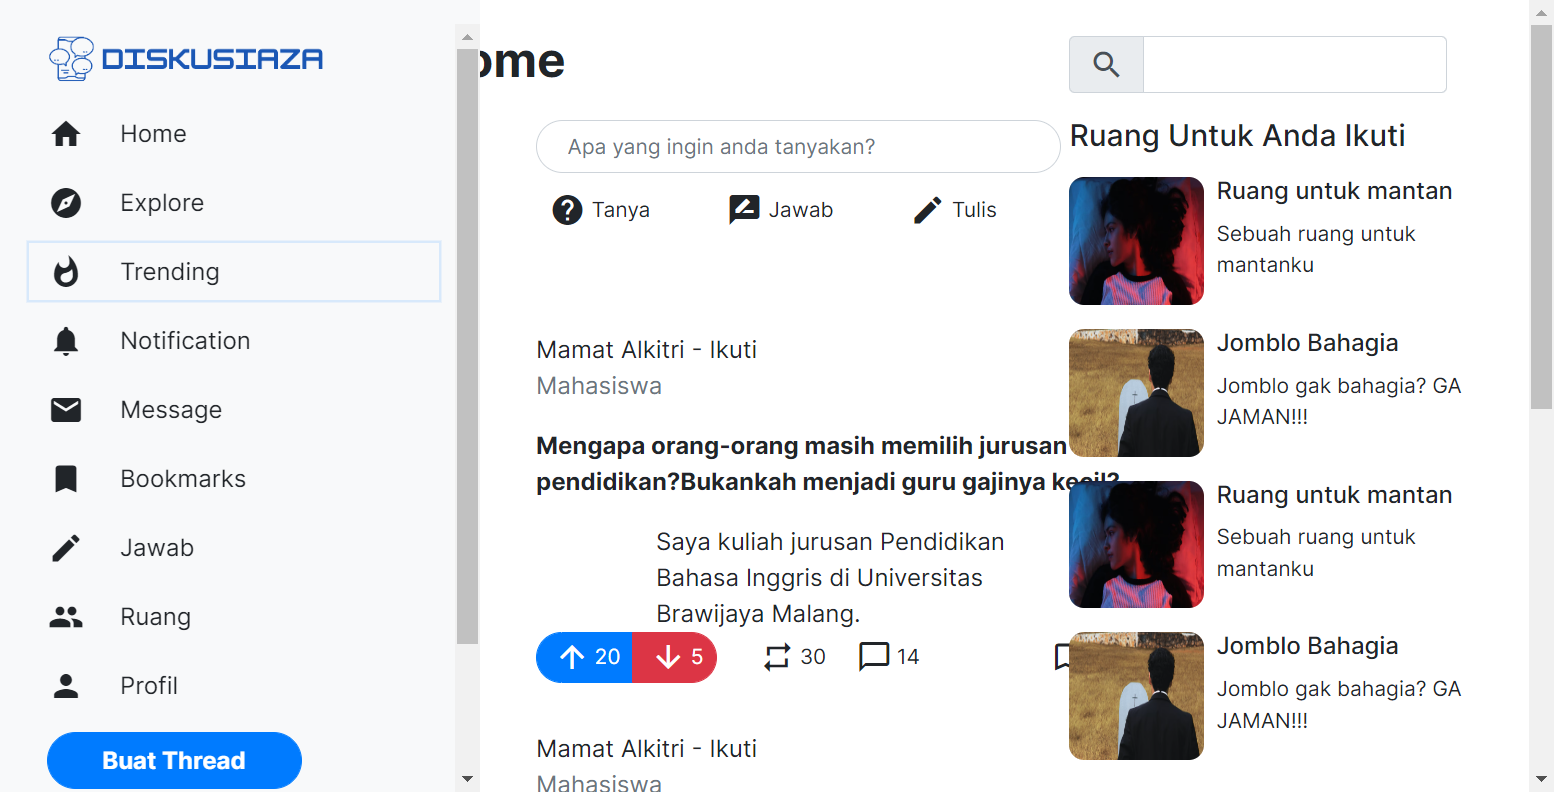 DISKUSIAZA
Home
Explore
Trending
Notification
Message
Bookmarks
Jawab
Ruang
Profil
Buat Thread
ome
Apa yang ingin anda tanyakan?
Tanya
Jawab
Tulis
Mamat Alkitri - Ikuti
Mahasiswa
Mengapa orang-orang masih memilih jurusan
pendidikan?Bukankah menjadi guru gajinya kecil?
Saya kuliah jurusan Pendidikan
Bahasa Inggris di Universitas
Brawijaya Malang.
20
5
30
14
Mamat Alkitri - Ikuti
Mahasiswa
Ruang Untuk Anda Ikuti
Ruang untuk mantan
Sebuah ruang untuk
mantanku
Jomblo Bahagia
Jomblo gak bahagia? GA
JAMAN!!!
Ruang untuk mantan
Sebuah ruang untuk
mantanku
Jomblo Bahagia
Jomblo gak bahagia? GA
JAMAN!!!